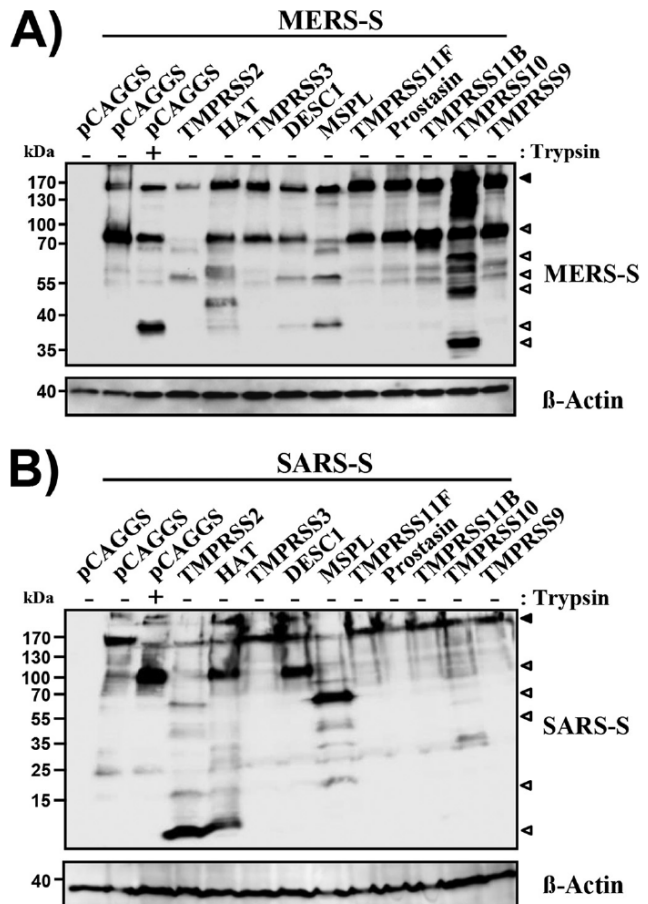 A)
MERS-S
pCAGGS
pCAGGS
pCAGGS
TMPRSS2
HAT
TMPRSS3
DESC1
MSPL
TMPRSS11F
Prostasin
TMPRSS11B
TMPRSS10
TMPRSS9
kDa - - + - - - - - - - - - - : Trypsin
170
130
100
70
55
40
35
MERS-S
40
ß-Actin
B)
SARS-S
pCAGGS
pCAGGS
pCAGGS
TMPRSS2
HAT
TMPRSS3
DESC1
MSPL
TMPRSS11F
Prostasin
TMPRSS11B
TMPRSS10
TMPRSS9
kDa - - + - - - - - - - - - - : Trypsin
170
130
100
70
55
35
25
15
SARS-S
40
ß-Actin